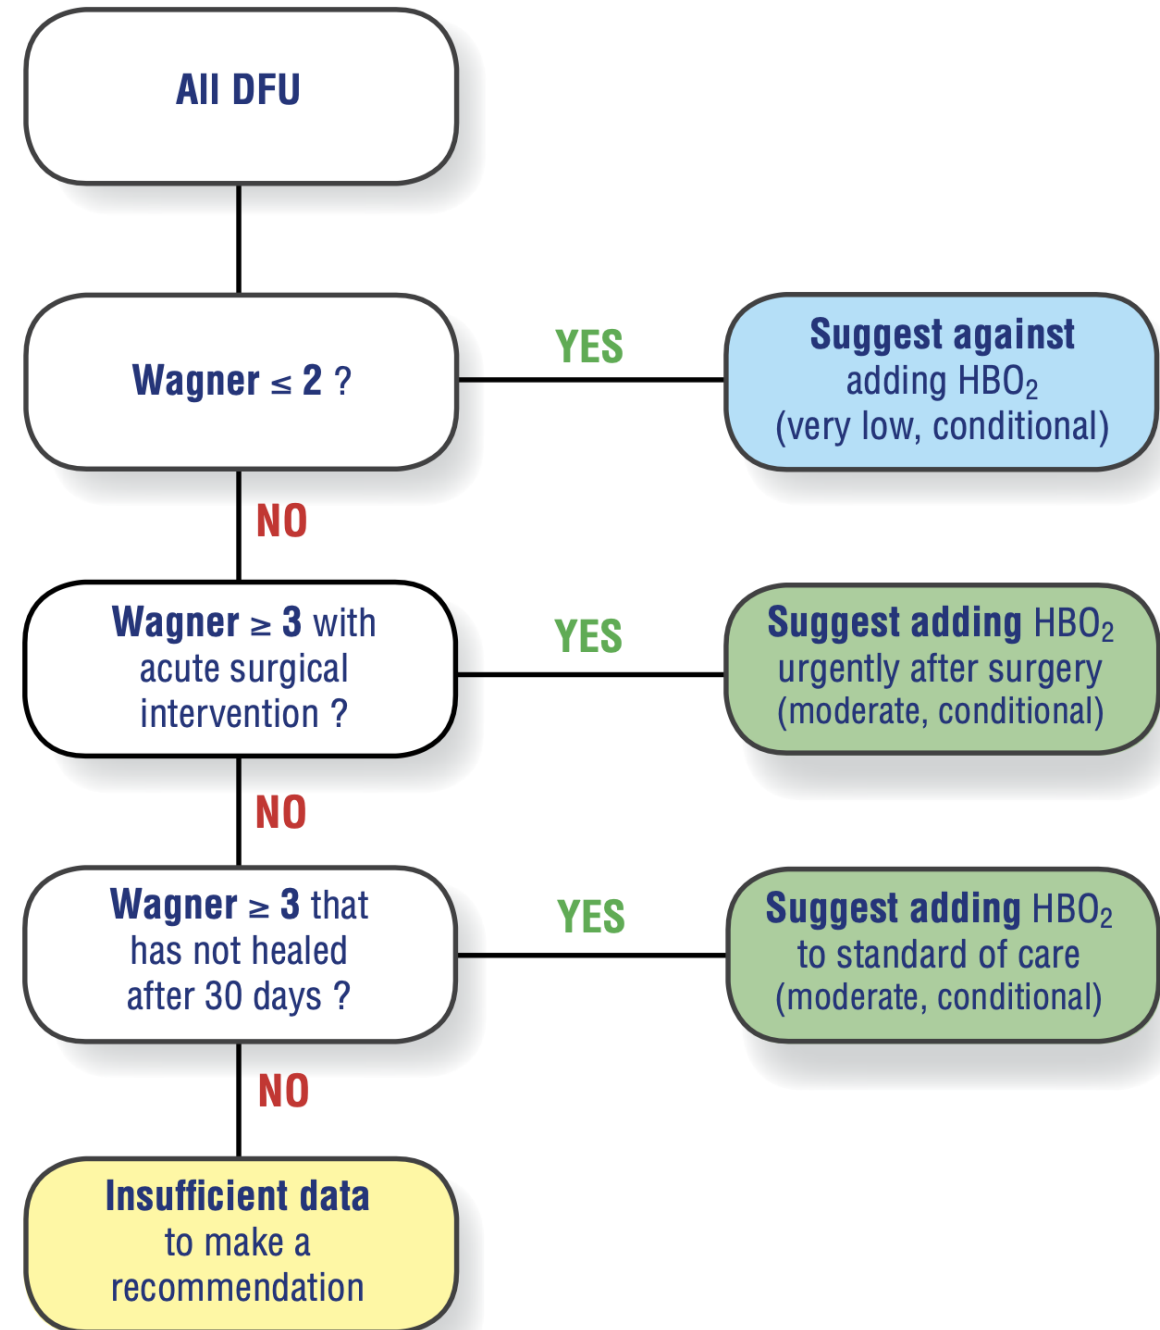 All DFU
Wagner ≤ 2 ?
YES
Suggest against
adding HBO₂
(very low, conditional)
NO
Wagner ≥ 3 with
acute surgical
intervention ?
YES
Suggest adding HBO₂
urgently after surgery
(moderate, conditional)
NO
Wagner ≥ 3 that
has not healed
after 30 days ?
YES
Suggest adding HBO₂
to standard of care
(moderate, conditional)
NO
Insufficient data
to make a
recommendation